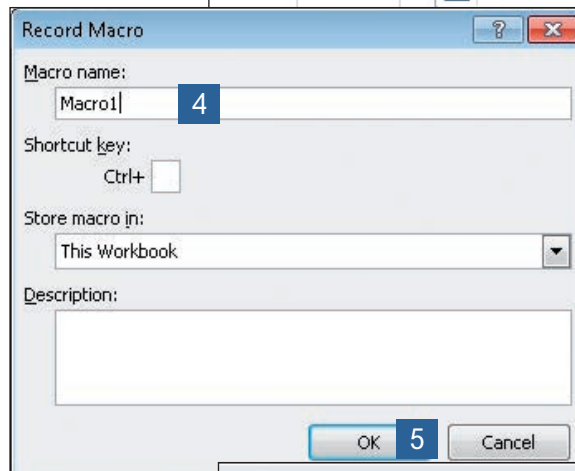 Record Macro
Macro name:
Macro1 4
Shortcut key:
Ctrl+
Store macro in:
This Workbook
Description:
OK 5 Cancel